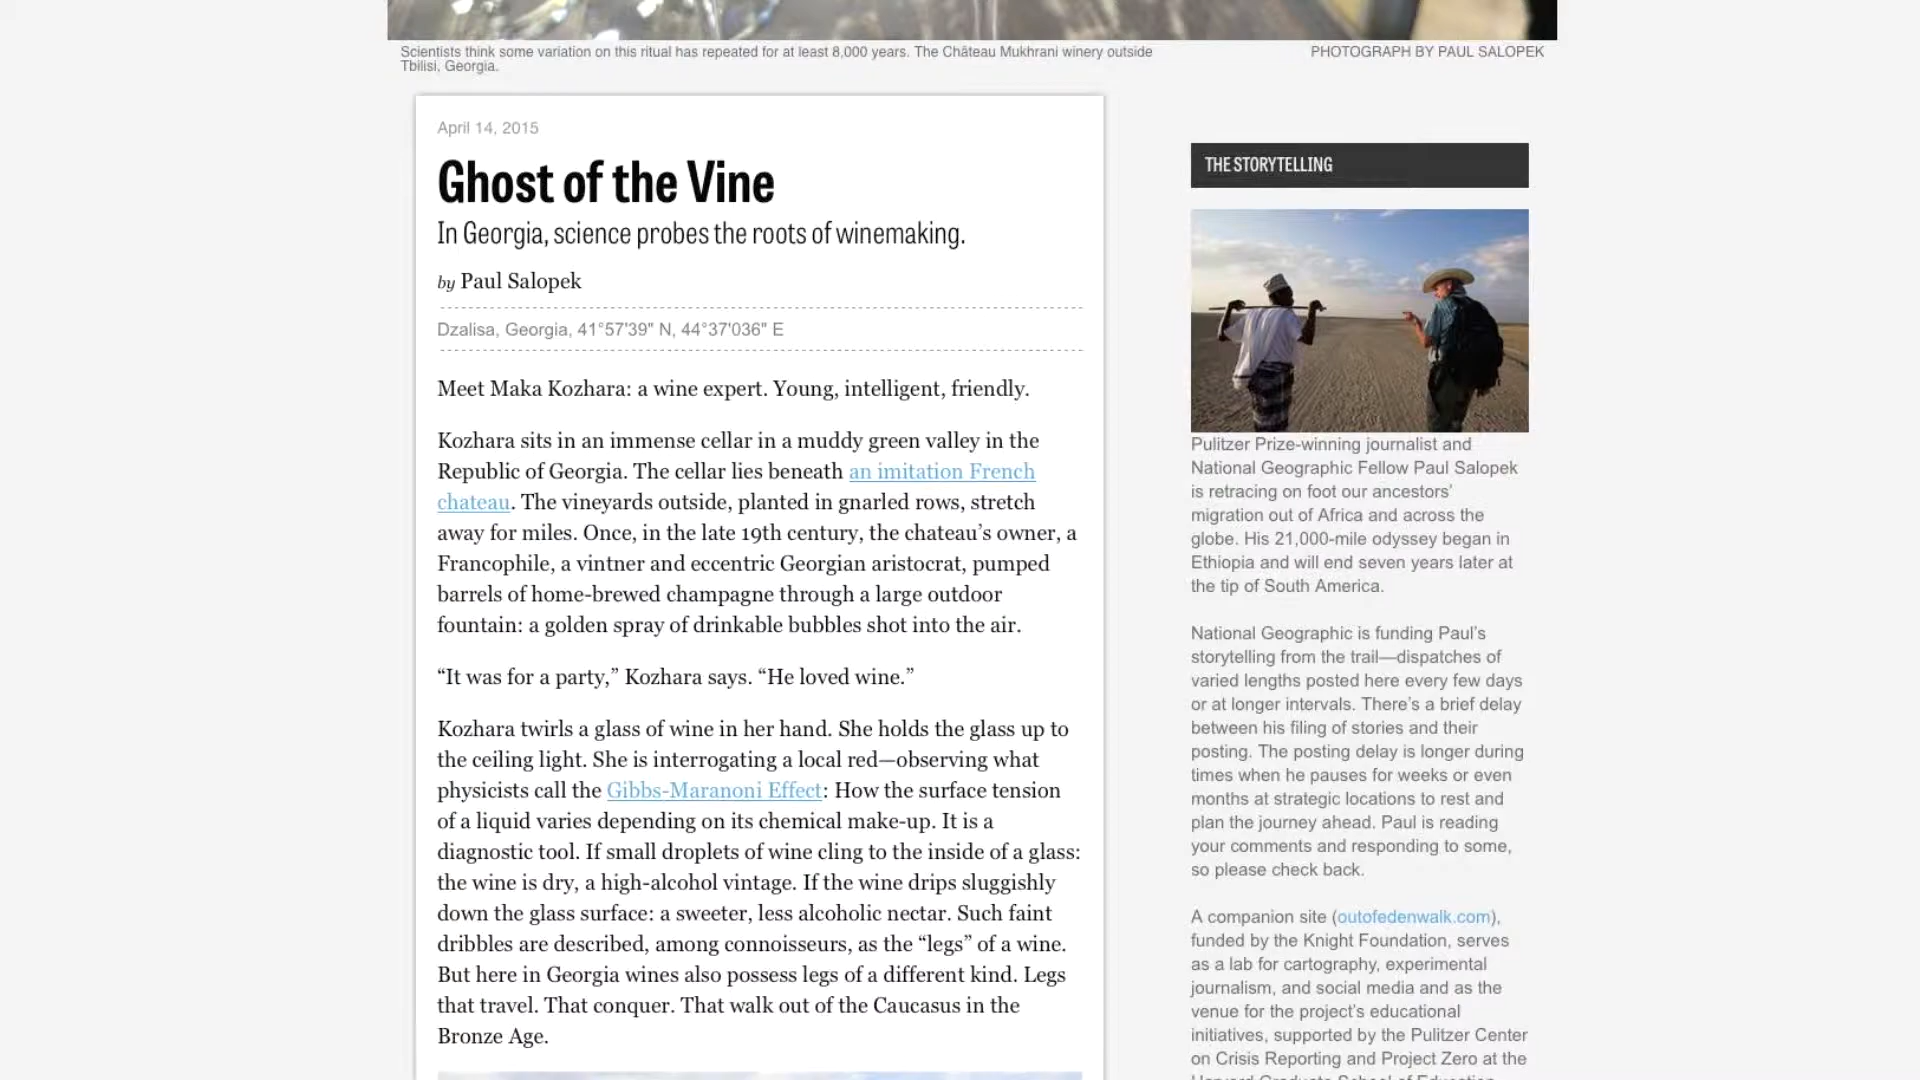 Scientists think some variation on this ritual has repeated for at least 8,000 years. The Château Mukhrani winery outside
Tbilisi, Georgia.
PHOTOGRAPH BY PAUL SALOPEK
April 14, 2015
Ghost of the Vine
In Georgia, science probes the roots of winemaking.
by Paul Salopek
Dzalisa, Georgia, 41°57'39" N, 44°37'036" E
Meet Maka Kozhara: a wine expert. Young, intelligent, friendly.
Kozhara sits in an immense cellar in a muddy green valley in the
Republic of Georgia. The cellar lies beneath an imitation French
chateau. The vineyards outside, planted in gnarled rows, stretch
away for miles. Once, in the late 19th century, the chateau’s owner, a
Francophile, a vintner and eccentric Georgian aristocrat, pumped
barrels of home-brewed champagne through a large outdoor
fountain: a golden spray of drinkable bubbles shot into the air.
“It was for a party,” Kozhara says. “He loved wine.”
Kozhara twirls a glass of wine in her hand. She holds the glass up to
the ceiling light. She is interrogating a local red—observing what
physicists call the Gibbs-Maranoni Effect: How the surface tension
of a liquid varies depending on its chemical make-up. It is a
diagnostic tool. If small droplets of wine cling to the inside of a glass:
the wine is dry, a high-alcohol vintage. If the wine drips sluggishly
down the glass surface: a sweeter, less alcoholic nectar. Such faint
dribbles are described, among connoisseurs, as the “legs” of a wine.
But here in Georgia wines also possess legs of a different kind. Legs
that travel. That conquer. That walk out of the Caucasus in the
Bronze Age.
THE STORYTELLING
Pulitzer Prize-winning journalist and
National Geographic Fellow Paul Salopek
is retracing on foot our ancestors’
migration out of Africa and across the
globe. His 21,000-mile odyssey began in
Ethiopia and will end seven years later at
the tip of South America.
National Geographic is funding Paul’s
storytelling from the trail—dispatches of
varied lengths posted here every few days
or at longer intervals. There’s a brief delay
between his filing of stories and their
posting. The posting delay is longer during
times when he pauses for weeks or even
months at strategic locations to rest and
plan the journey ahead. Paul is reading
your comments and responding to some,
so please check back.
A companion site (outofedenwalk.com),
funded by the Knight Foundation, serves
as a lab for cartography, experimental
journalism, and social media and as the
venue for the project’s educational
initiatives, supported by the Pulitzer Center
on Crisis Reporting and Project Zero at the
Harvard Graduate School of Education